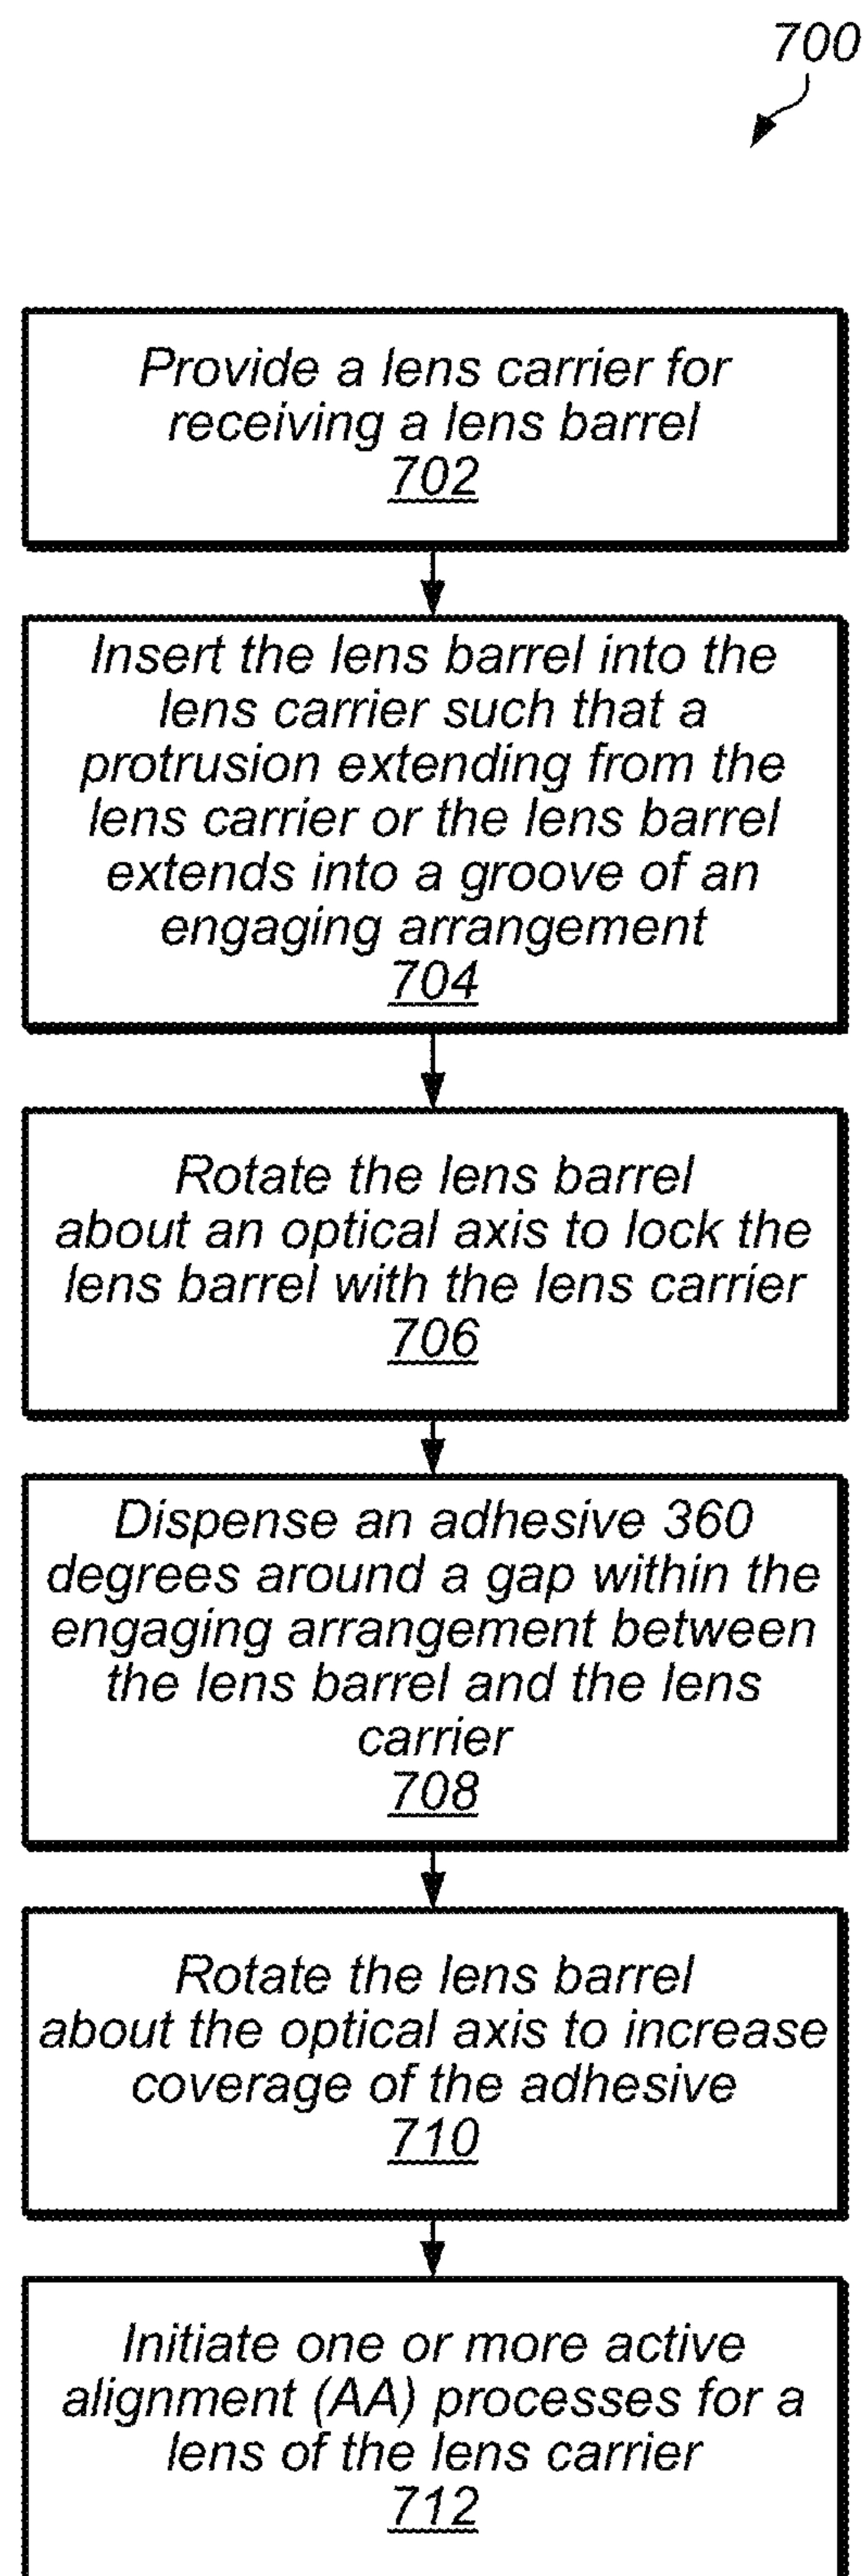 700
Provide a lens carrier for
receiving a lens barrel
702
Insert the lens barrel into the
lens carrier such that a
protrusion extending from the
lens carrier or the lens barrel
extends into a groove of an
engaging arrangement
704
Rotate the lens barrel
about an optical axis to lock the
lens barrel with the lens carrier
706
Dispense an adhesive 360
degrees around a gap within the
engaging arrangement between
the lens barrel and the lens
carrier
708
Rotate the lens barrel
about the optical axis to increase
coverage of the adhesive
710
Initiate one or more active
alignment (AA) processes for a
lens of the lens carrier
712